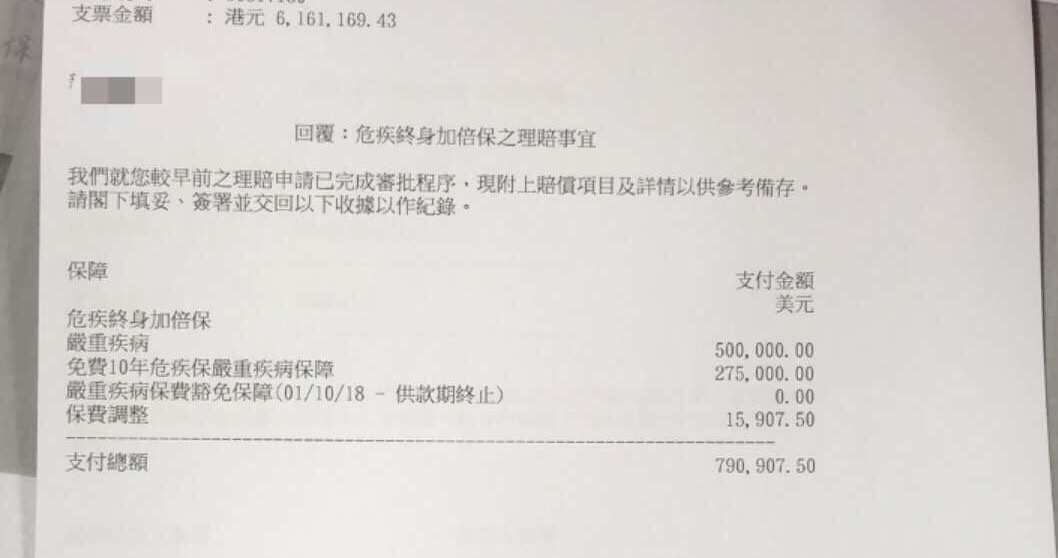 支票金額 : 港元 6,161,169.43
回覆：危疾終身加倍保之理賠事宜
我們就您較早前之理賠申請已完成審批程序，現附上賠償項目及詳情以供參考備存。
請閣下填妥、簽署並交回以下收據以作紀錄。
保障 支付金額
美元
危疾終身加倍保
嚴重疾病 500,000.00
免費10年危疾保嚴重疾病保障 275,000.00
嚴重疾病保費豁免保障(01/10/18 - 供款期終止) 0.00
保費調整 15,907.50
支付總額 790,907.50